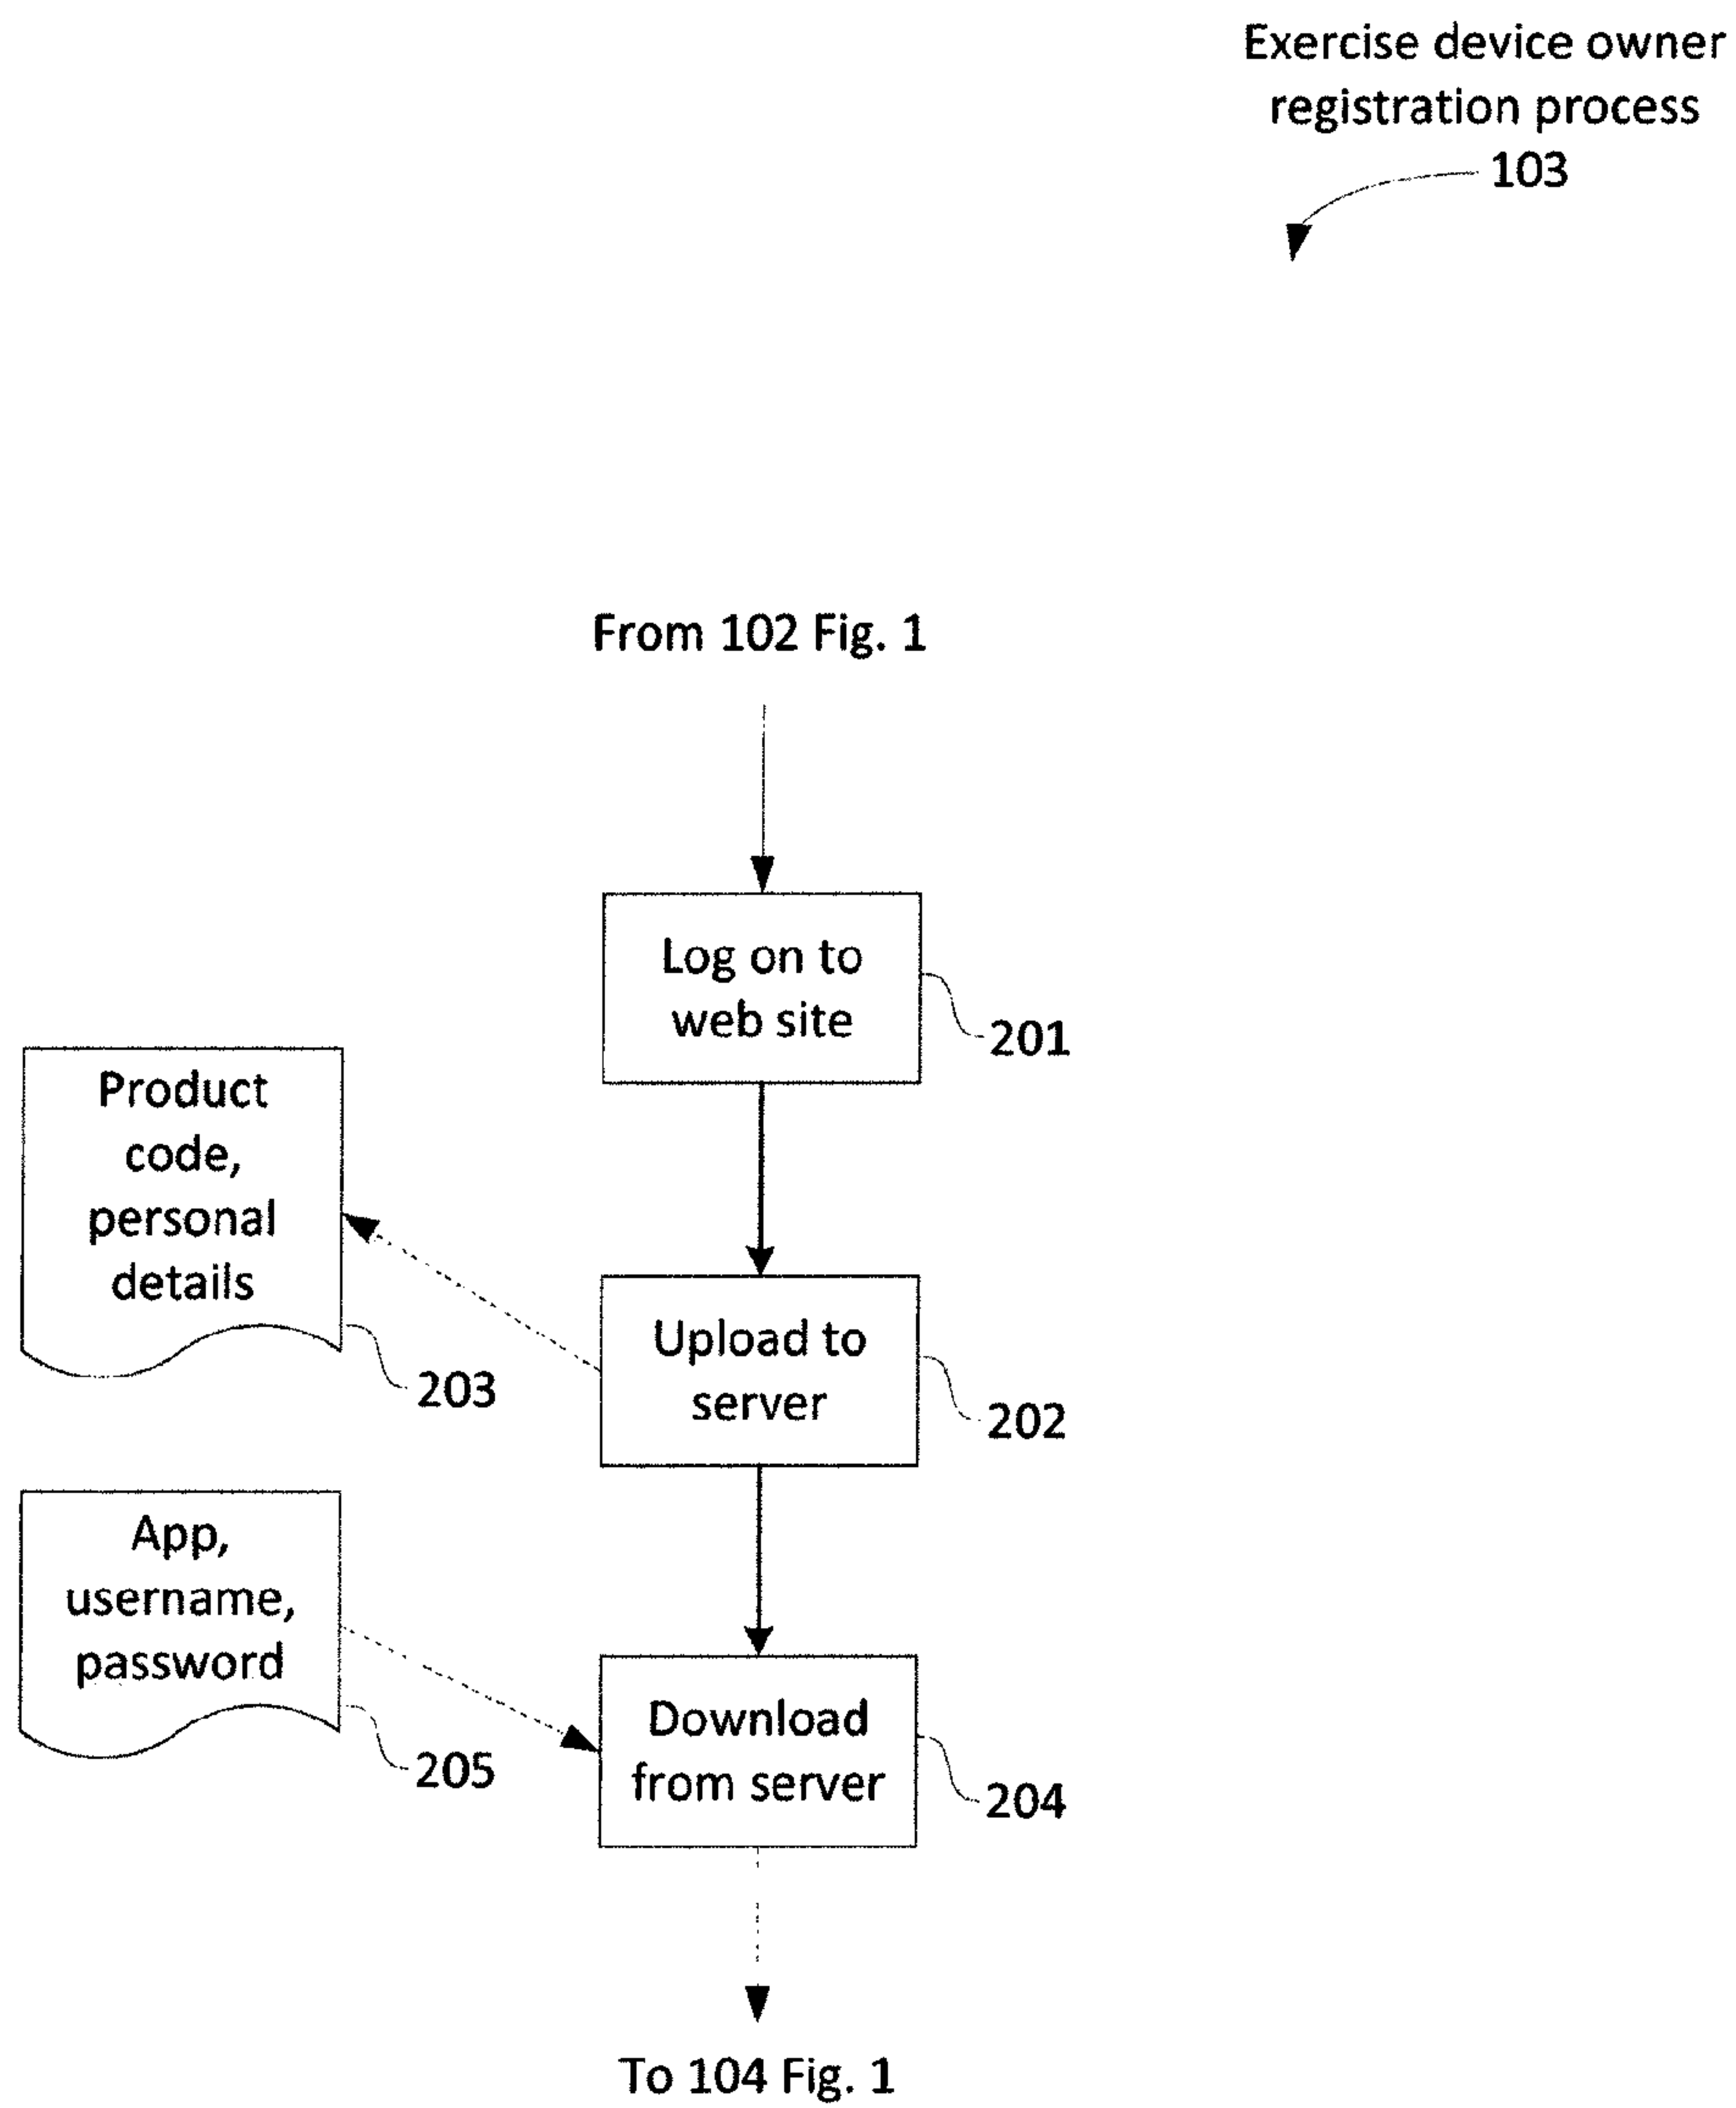 Exercise device owner
registration process
103
From 102 Fig. 1
Log on to
web site
201
Product
code,
personal
details
203
Upload to
server
202
App,
username,
password
205
Download
from server
204
To 104 Fig. 1